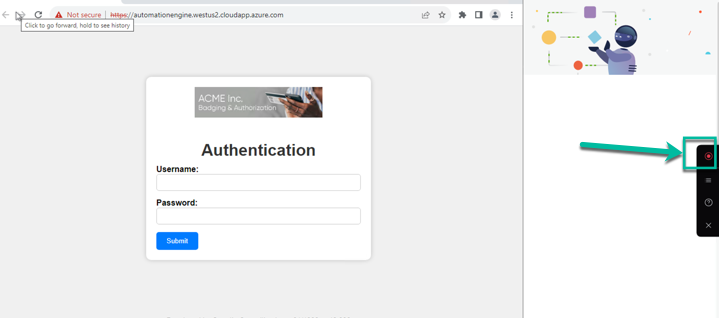 Not secure | https://automationengine.westus2.cloudapp.azure.com
Click to go forward, hold to see history
ACME Inc.
Badging & Authorization
Authentication
Username:
Password:
Submit